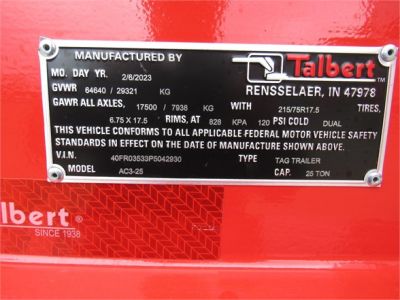 MANUFACTURED BY
Talbert™
RENSSELAER, IN 47978
MO. DAY YR. 2/6/2023
GVWR 64640 / 29321 KG
GAWR ALL AXLES, 17500 / 7938 KG WITH 215/75R17.5 TIRES,
6.75 X 17.5 RIMS, AT 828 KPA 120 PSI COLD DUAL
THIS VEHICLE CONFORMS TO ALL APPLICABLE FEDERAL MOTOR VEHICLE SAFETY
STANDARDS IN EFFECT ON THE DATE OF MANUFACTURE SHOWN ABOVE.
V.I.N. 40FR03533P5042930 TYPE TAG TRAILER
MODEL AC3-25 CAP. 25 TON
albert®
SINCE 1938